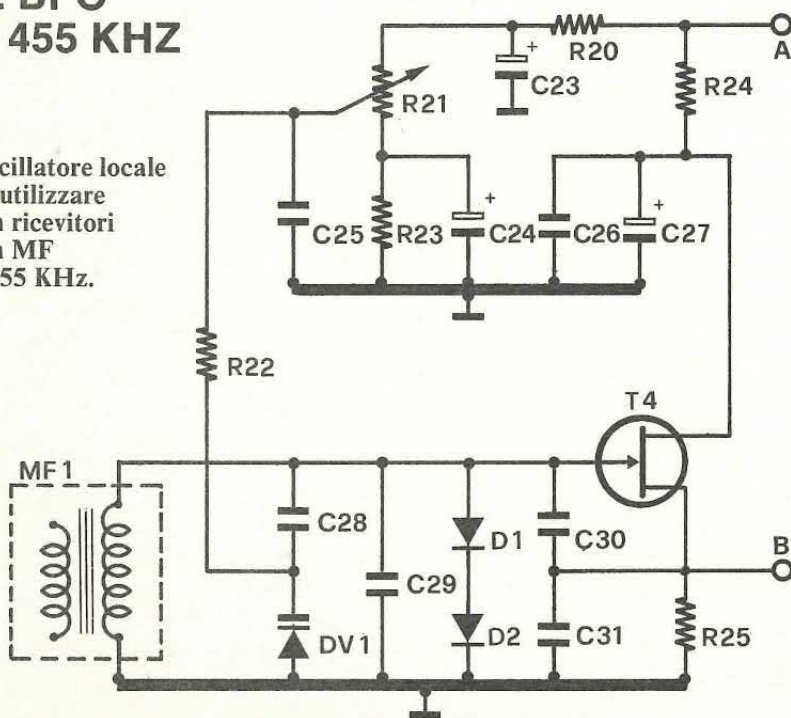 BFO
455 KHZ
cillatore locale
utilizzare
ricevitori
MF
55 KHz.
A
R20
C23
R21
R24
C25
R23
C24
C26
C27
R22
T4
MF1
C28
C29
D1
C30
B
DV1
D2
C31
R25